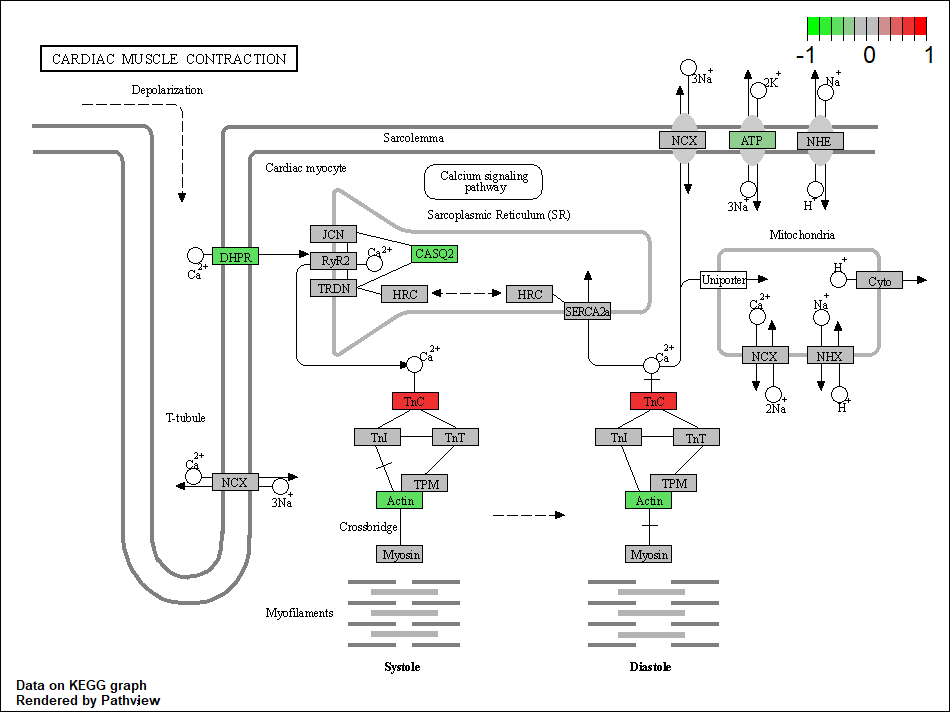 -1 0 1
CARDIAC MUSCLE CONTRACTION
Depolarization
3Na+
2K+
Na+
Sarcolemma
NCX
ATP
NHE
Cardiac myocyte
Calcium signaling
pathway
3Na+
H+
Sarcoplasmic Reticulum (SR)
JCN
Mitochondria
DHPR
Ca2+
RyR2
Ca2+
CASQ2
H+
Uniporter
Cyto
TRDN
HRC
HRC
SERCA2a
Ca2+
Na+
Ca2+
Ca2+
NCX
NHX
2Na+
H+
TnC
TnC
T-tubule
TnI
TnT
TnI
TnT
Ca2+
NCX
3Na+
TPM
TPM
Actin
Actin
Crossbridge
Myosin
Myosin
Myofilaments
Systole
Diastole
Data on KEGG graph
Rendered by Pathview